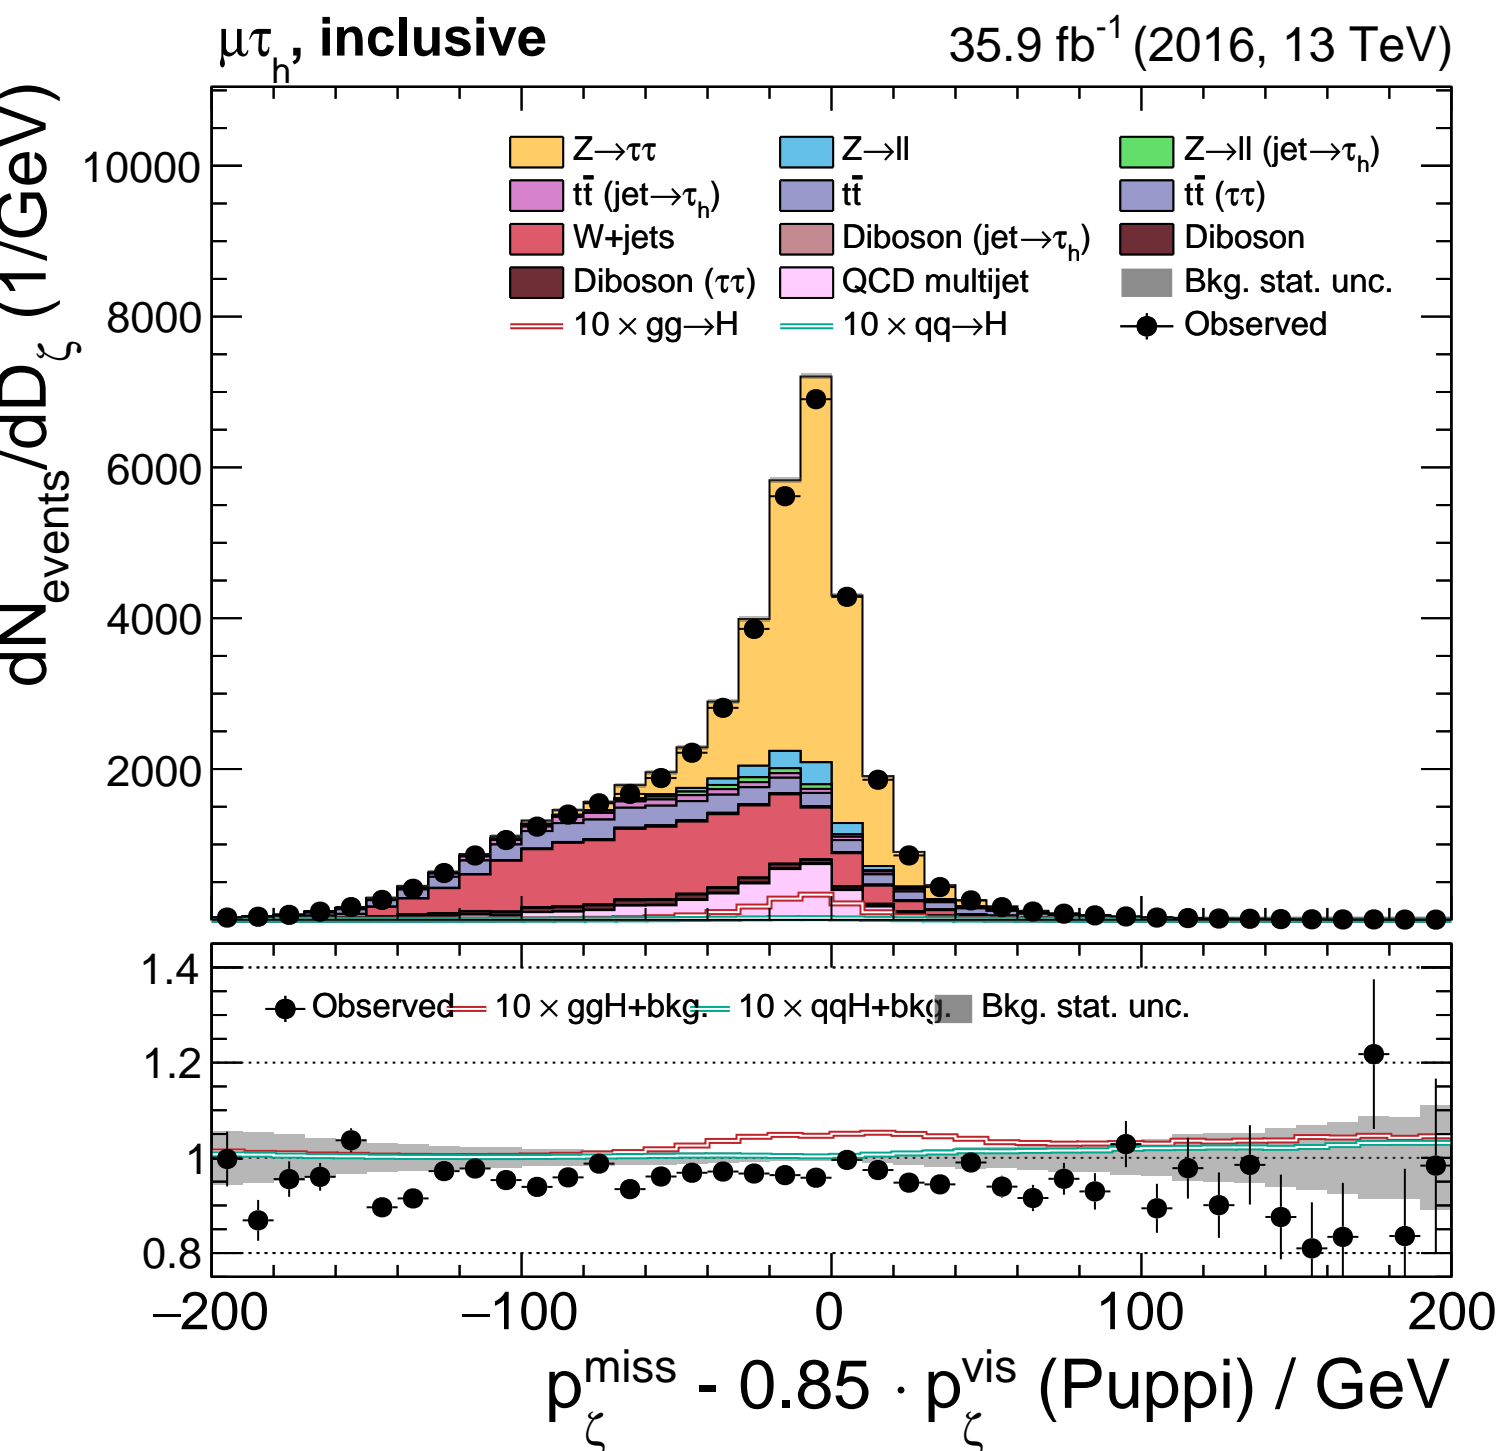 μτh, inclusive
35.9 fb-1 (2016, 13 TeV)
dNevents/dDζ (1/GeV)
10000
8000
6000
4000
2000
Z→ττ Z→ll Z→ll (jet→τh)
tt̄ (jet→τh) tt̄ tt̄ (ττ)
W+jets Diboson (jet→τh) Diboson
Diboson (ττ) QCD multijet Bkg. stat. unc.
10 × gg→H 10 × qq→H Observed
1.4
Observed 10 × ggH+bkg. 10 × qqH+bkg. Bkg. stat. unc.
1.2
1
0.8
−200 −100 0 100 200
pζmiss - 0.85 · pζvis (Puppi) / GeV